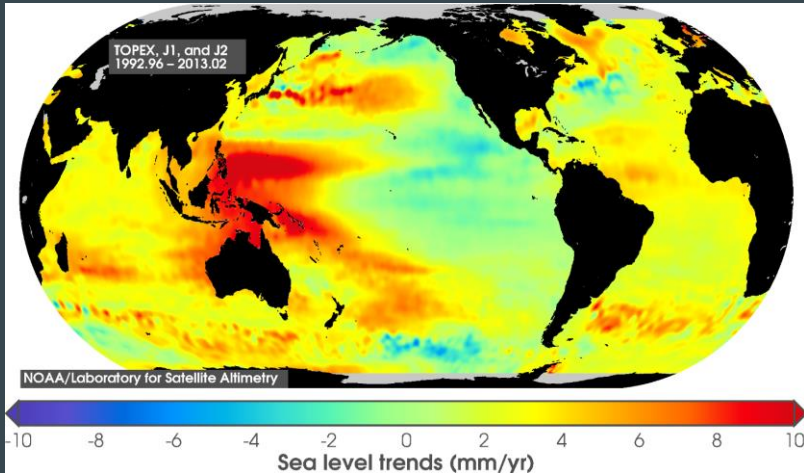 TOPEX, J1, and J2
1992.96 – 2013.02
NOAA/Laboratory for Satellite Altimetry
-10 -8 -6 -4 -2 0 2 4 6 8 10
Sea level trends (mm/yr)